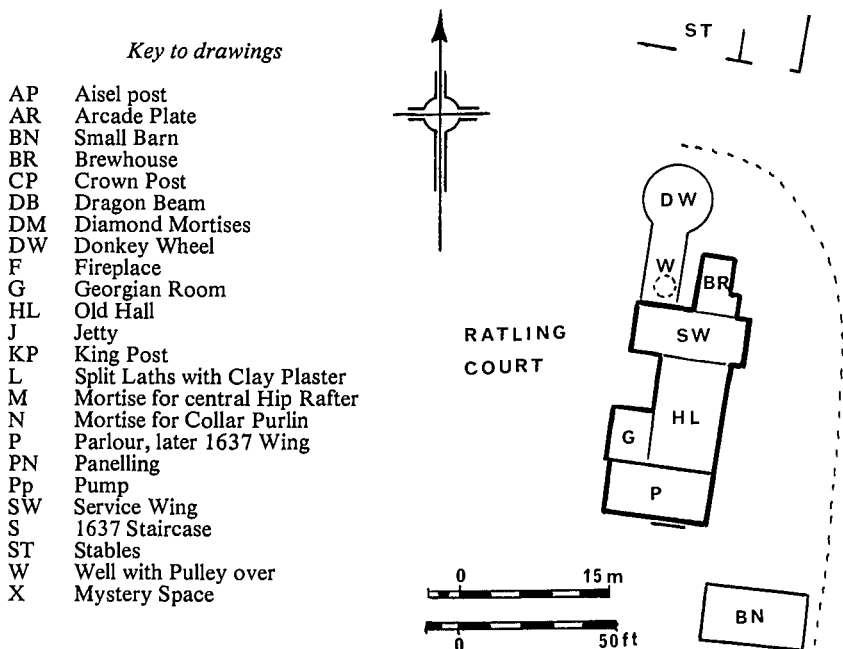 Key to drawings
AP Aisel post
AR Arcade Plate
BN Small Barn
BR Brewhouse
CP Crown Post
DB Dragon Beam
DM Diamond Mortises
DW Donkey Wheel
F Fireplace
G Georgian Room
HL Old Hall
J Jetty
KP King Post
L Split Laths with Clay Plaster
M Mortise for central Hip Rafter
N Mortise for Collar Purlin
P Parlour, later 1637 Wing
PN Panelling
Pp Pump
SW Service Wing
S 1637 Staircase
ST Stables
W Well with Pulley over
X Mystery Space
ST
DW
W
BR
SW
RATLING
COURT
HL
G
P
0 15 m
0 50 ft
BN